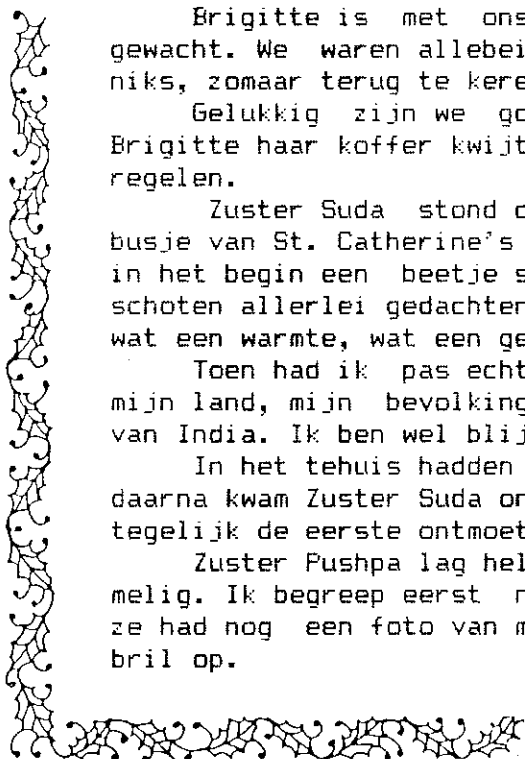 Brigitte is met ons
gewacht. We waren allebei
niks, zomaar terug te kere
Gelukkig zijn we go
Brigitte haar koffer kwijt
regelen.
Zuster Suda stond o
busje van St. Catherine's
in het begin een beetje s
schoten allerlei gedachten
wat een warmte, wat een ge
Toen had ik pas echt
mijn land, mijn bevolking
van India. Ik ben wel blij
In het tehuis hadden
daarna kwam Zuster Suda on
tegelijk de eerste ontmoet
Zuster Pushpa lag hel
melig. Ik begreep eerst n
ze had nog een foto van m
bril op.